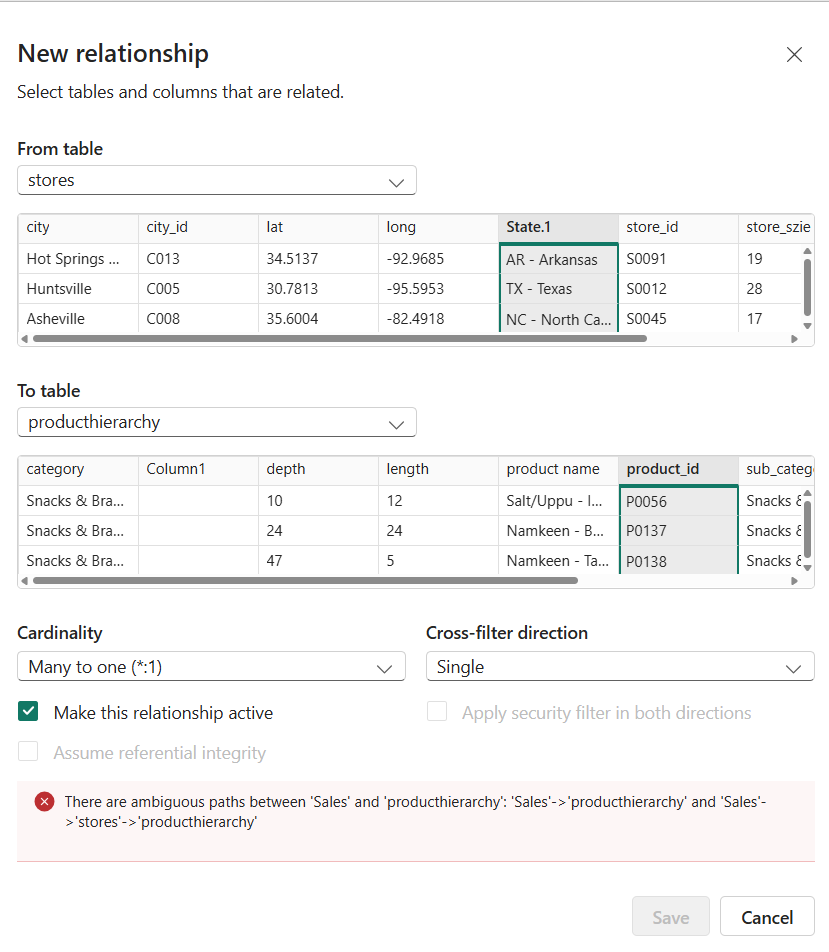 New relationship
Select tables and columns that are related.
From table
stores
city city_id lat long State.1 store_id store_szie
Hot Springs ... C013 34.5137 -92.9685 AR - Arkansas S0091 19
Huntsville C005 30.7813 -95.5953 TX - Texas S0012 28
Asheville C008 35.6004 -82.4918 NC - North Ca... S0045 17
To table
producthierarchy
category Column1 depth length product name product_id sub_categ
Snacks & Bra... 10 12 Salt/Uppu - I... P0056 Snacks &
Snacks & Bra... 24 24 Namkeen - B... P0137 Snacks &
Snacks & Bra... 47 5 Namkeen - Ta... P0138 Snacks &
Cardinality Cross-filter direction
Many to one (*:1) Single
Make this relationship active Apply security filter in both directions
Assume referential integrity
There are ambiguous paths between 'Sales' and 'producthierarchy': 'Sales'->'producthierarchy' and 'Sales'-
>'stores'->'producthierarchy'
Save Cancel